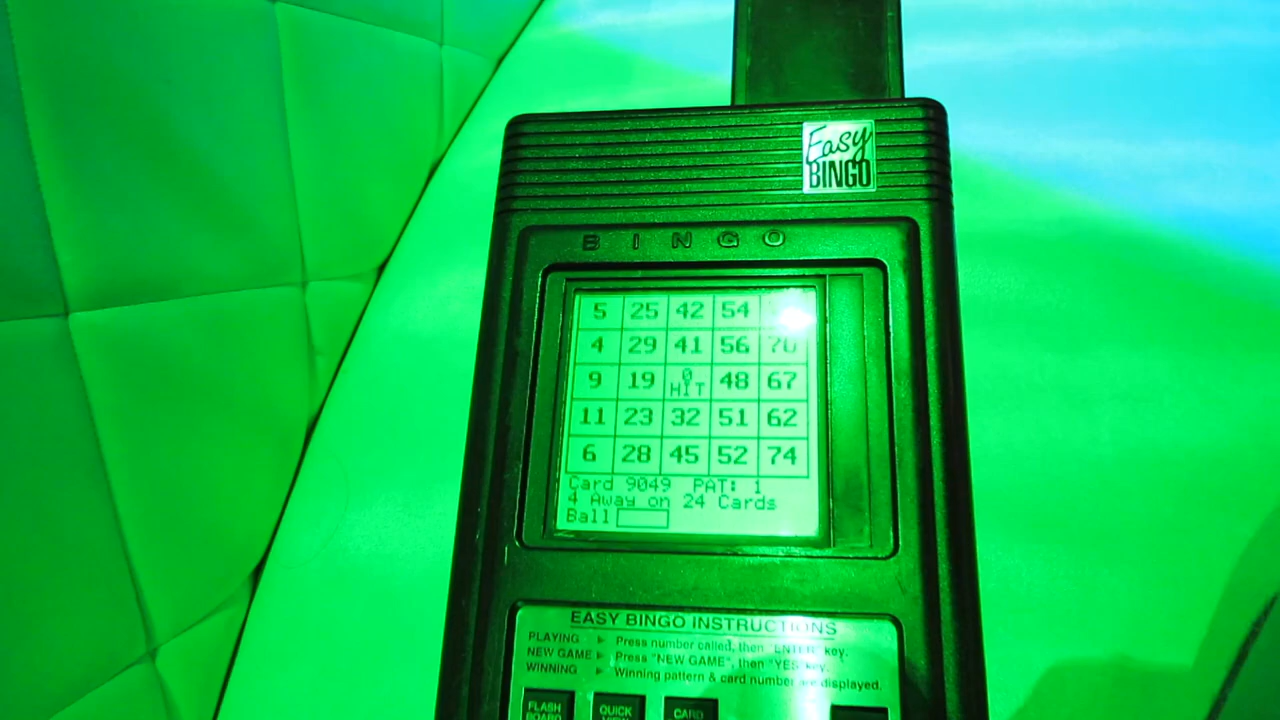 Easy
BINGO
B I N G O
5 25 42 54
4 29 41 56 70
9 19 0 HIT 48 67
11 23 32 51 62
6 28 45 52 74
Card 9049 PAT: 1
4 Away on 24 Cards
Ball
EASY BINGO INSTRUCTIONS
PLAYING ► Press number called, then "ENTER" key.
NEW GAME ► Press "NEW GAME", then "YES" key.
WINNING ► Winning pattern & card number are displayed.
FLASH BOARD QUICK VIEW CARD